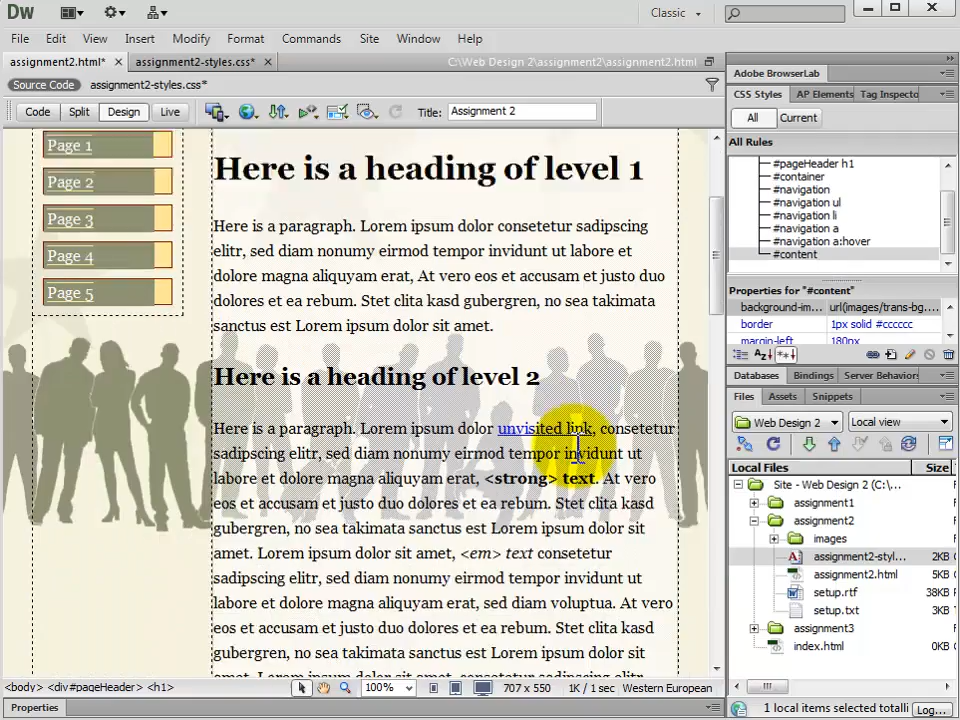 Dw
Classic
File Edit View Insert Modify Format Commands Site Window Help
assignment2.html* × assignment2-styles.css* × C:\Web Design 2\assignment2\assignment2.html
Source Code assignment2-styles.css*
Code Split Design Live Title: Assignment 2
Page 1
Page 2
Page 3
Page 4
Page 5
Here is a heading of level 1
Here is a paragraph. Lorem ipsum dolor consetetur sadipscing
elitr, sed diam nonumy eirmod tempor invidunt ut labore et
dolore magna aliquyam erat, At vero eos et accusam et justo duo
dolores et ea rebum. Stet clita kasd gubergren, no sea takimata
sanctus est Lorem ipsum dolor sit amet.
Here is a heading of level 2
Here is a paragraph. Lorem ipsum dolor unvisited link, consetetur
sadipscing elitr, sed diam nonumy eirmod tempor invidunt ut
labore et dolore magna aliquyam erat, <strong> text. At vero
eos et accusam et justo duo dolores et ea rebum. Stet clita kasd
gubergren, no sea takimata sanctus est Lorem ipsum dolor sit
amet. Lorem ipsum dolor sit amet, <em> text consetetur
sadipscing elitr, sed diam nonumy eirmod tempor invidunt ut
labore et dolore magna aliquyam erat, sed diam voluptua. At vero
eos et accusam et justo duo dolores et ea rebum. Stet clita kasd
gubergren, no sea takimata sanctus est Lorem ipsum dolor sit
<body> <div#pageHeader> <h1> 100% 707 x 550 1K / 1 sec Western European
Properties
Adobe BrowserLab
CSS Styles AP Elements Tag Inspecto
All Current
All Rules
#pageHeader h1
#container
#navigation
#navigation ul
#navigation li
#navigation a
#navigation a:hover
#content
Properties for "#content"
background-im... url(images/trans-bg....
border 1px solid #cccccc
margin-left 180px
Databases Bindings Server Behaviors
Files Assets Snippets
Web Design 2 Local view
Local Files Size
Site - Web Design 2 (C:\...
assignment1
assignment2
images
assignment2-styl... 2KB
assignment2.html 5KB
setup.rtf 38KB
setup.txt 3KB
assignment3
index.html 0KB
1 local items selected totalli Log...